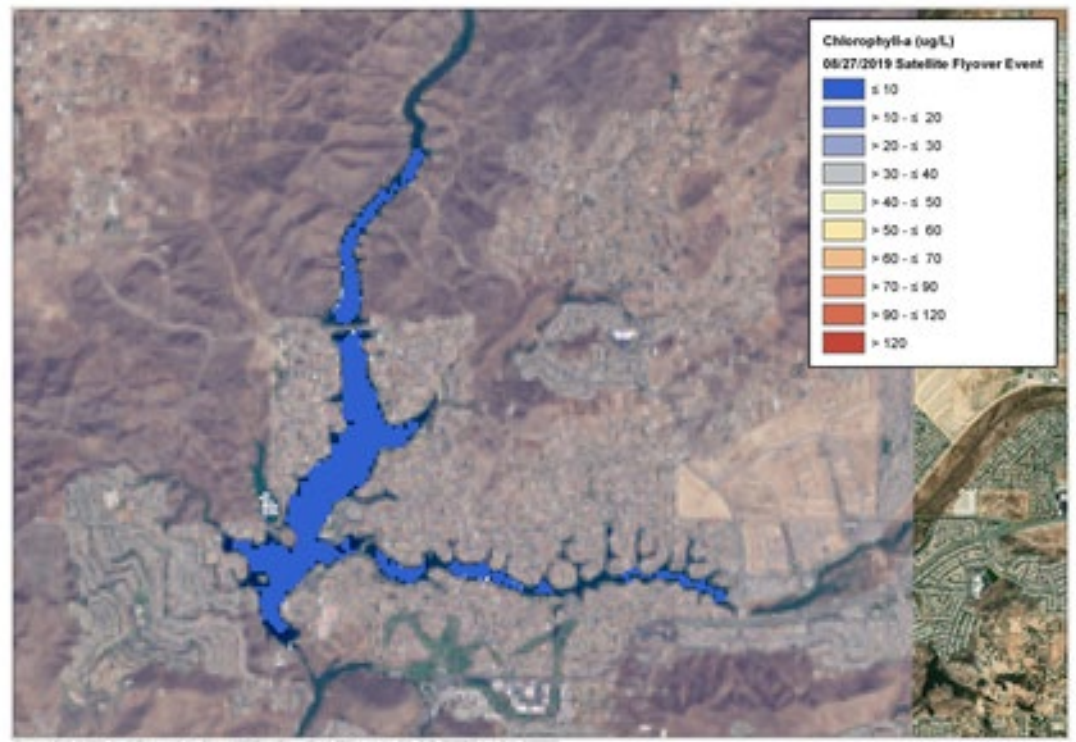 Chlorophyll-a (ug/L)
08/27/2019 Satellite Flyover Event
≤ 10
> 10 - ≤ 20
> 20 - ≤ 30
> 30 - ≤ 40
> 40 - ≤ 50
> 50 - ≤ 60
> 60 - ≤ 70
> 70 - ≤ 90
> 90 - ≤ 120
> 120